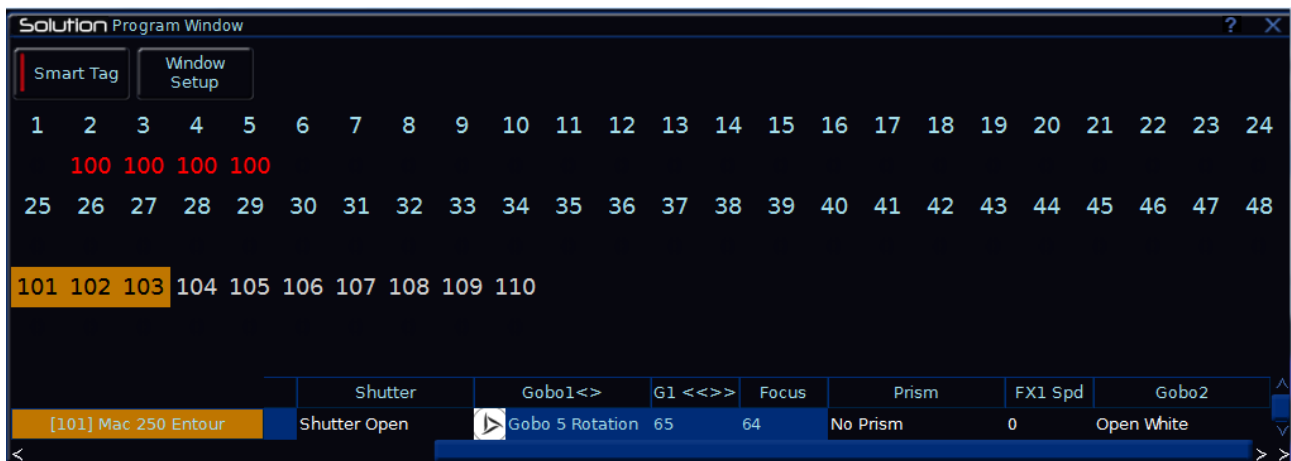 Solution Program Window ? X
Smart Tag Window Setup
1 2 3 4 5 6 7 8 9 10 11 12 13 14 15 16 17 18 19 20 21 22 23 24
100 100 100 100
25 26 27 28 29 30 31 32 33 34 35 36 37 38 39 40 41 42 43 44 45 46 47 48
101 102 103 104 105 106 107 108 109 110
Shutter Gobo1<> G1 <<>> Focus Prism FX1 Spd Gobo2
[101] Mac 250 Entour Shutter Open Gobo 5 Rotation 65 64 No Prism 0 Open White
< > >